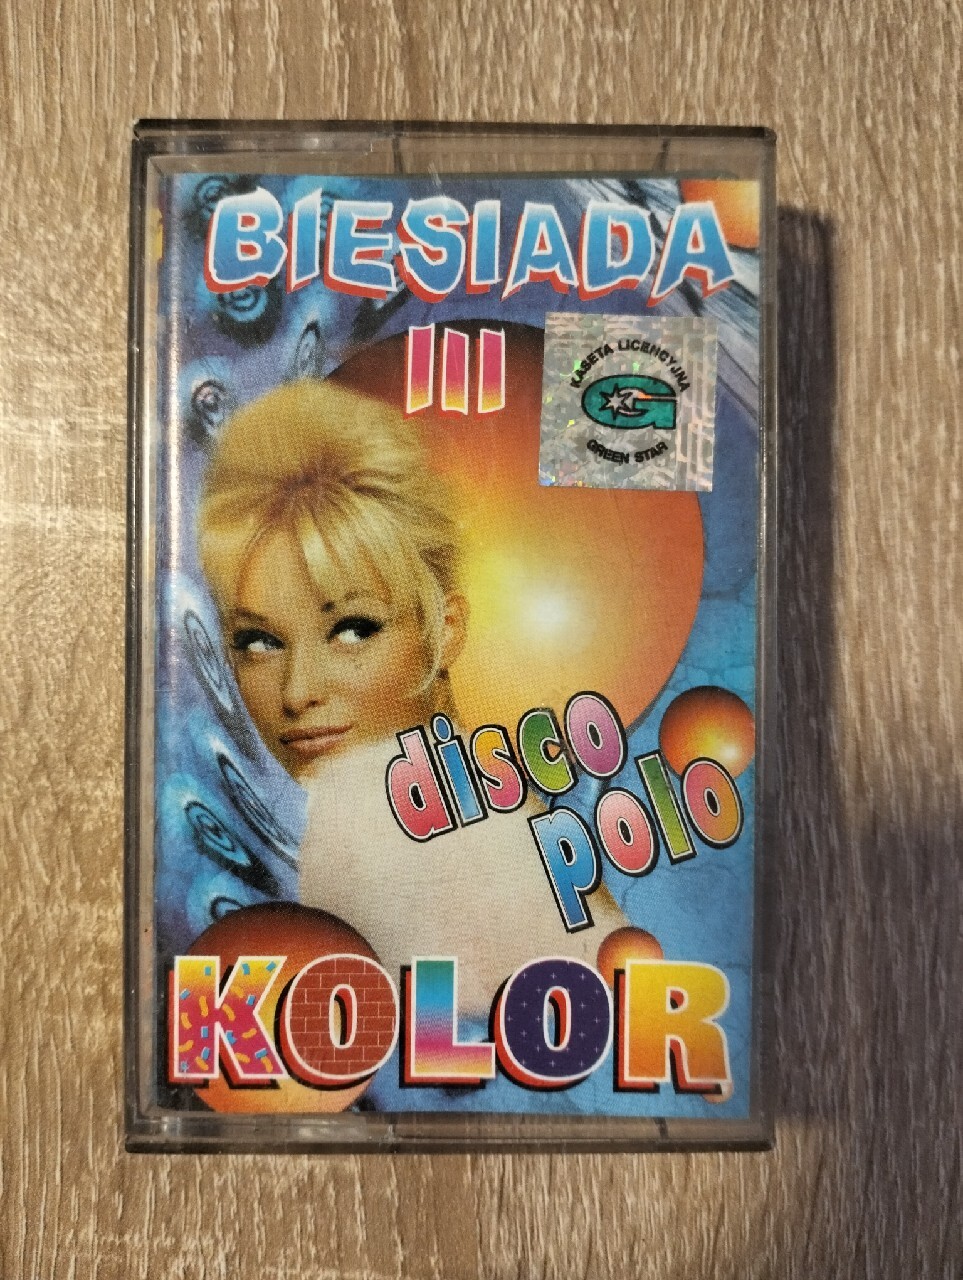 BIESIADA
III
KASETA LICENCYJNA
G
GREEN STAR
disco
polo
KOLOR